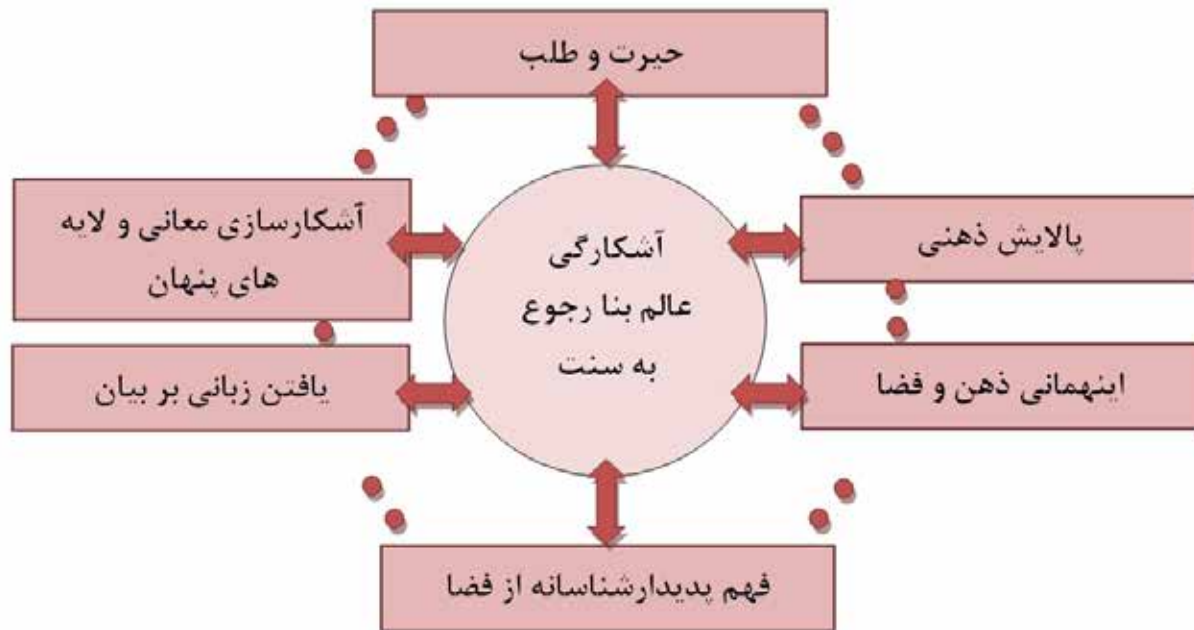 حیرت و طلب
پالایش ذهنی
اینهمانی ذهن و فضا
فهم پدیدارشناسانه از فضا
یافتن زبانی بر بیان
آشکارسازی معانی و لایه
های پنهان
آشکارگی
عالم بنا رجوع
به سنت